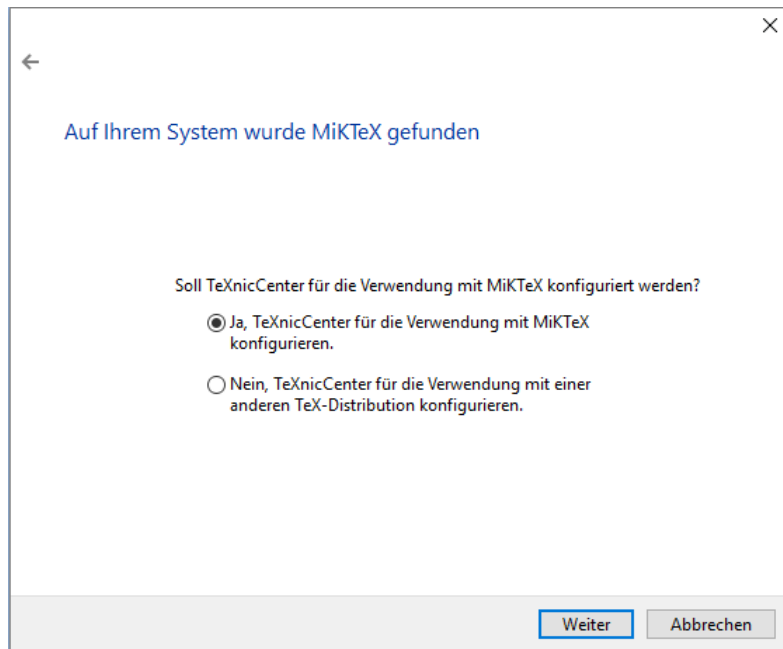 Auf Ihrem System wurde MiKTeX gefunden
Soll TeXnicCenter für die Verwendung mit MiKTeX konfiguriert werden?
Ja, TeXnicCenter für die Verwendung mit MiKTeX
konfigurieren.
Nein, TeXnicCenter für die Verwendung mit einer
anderen TeX-Distribution konfigurieren.
Weiter
Abbrechen